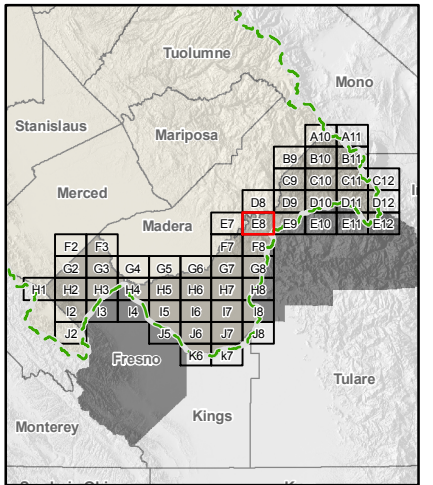 Tuolumne
Mono
Stanislaus
Mariposa
A10 A11
B9 B10 B11
Merced
C9 C10 C11 C12
D8 D9 D10 D11 D12
Madera
E7 E8 E9 E10 E11 E12
F2 F3 F7 F8
G2 G3 G4 G5 G6 G7 G8
H1 H2 H3 H4 H5 H6 H7 H8
I2 I3 I4 I5 I6 I7 I8
J2 J5 J6 J7 J8
Fresno K6 k7
Tulare
Kings
Monterey